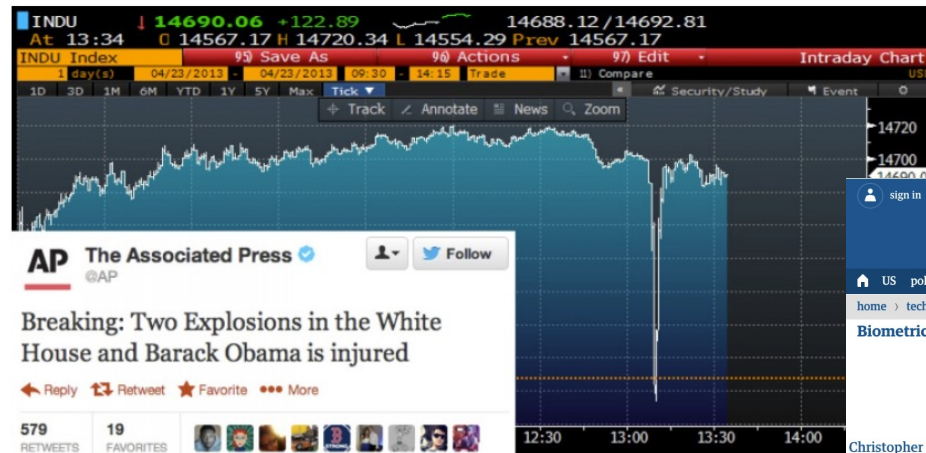 INDU ↓ 14690.06 +122.89 14688.12/14692.81
At 13:34 O 14567.17 H 14720.34 L 14554.29 Prev 14567.17
INDU Index 95) Save As 96) Actions 97) Edit Intraday Chart
1 day(s) 04/23/2013 - 04/23/2013 09:30 - 14:15 Trade 11) Compare
1D 3D 1M 6M YTD 1Y 5Y Max Tick ▼ « Security/Study Event
Track Annotate News Zoom
14720
14700
sign in
US
home › tech
Biometric
Christopher
AP The Associated Press Follow
@AP
Breaking: Two Explosions in the White
House and Barack Obama is injured
Reply Retweet Favorite More
579 19
RETWEETS FAVORITES
12:30 13:00 13:30 14:00